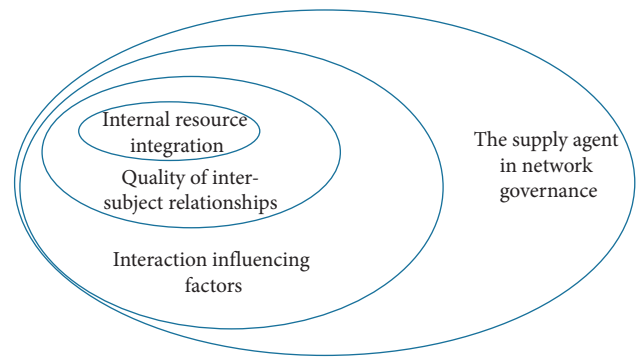 Internal resource
integration
Quality of inter-
subject relationships
Interaction influencing
factors
The supply agent
in network
governance